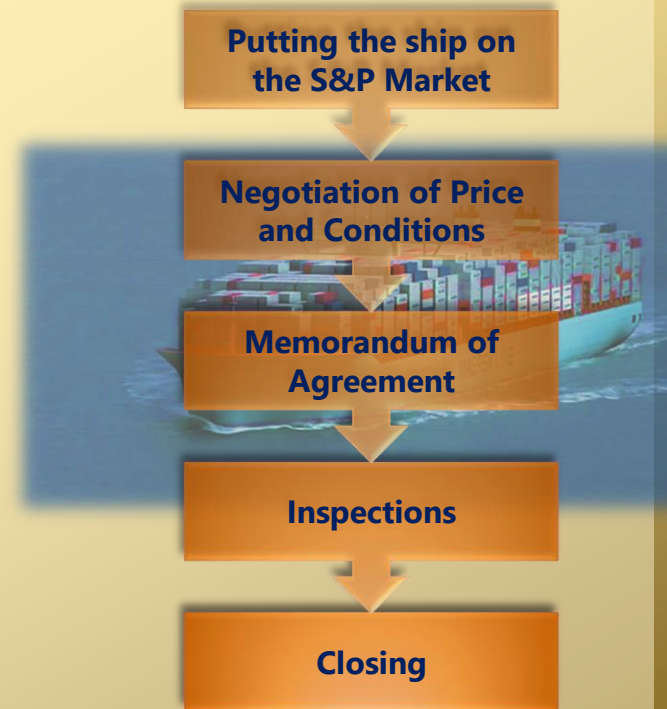 Putting the ship on
the S&P Market
Negotiation of Price
and Conditions
Memorandum of
Agreement
Inspections
Closing